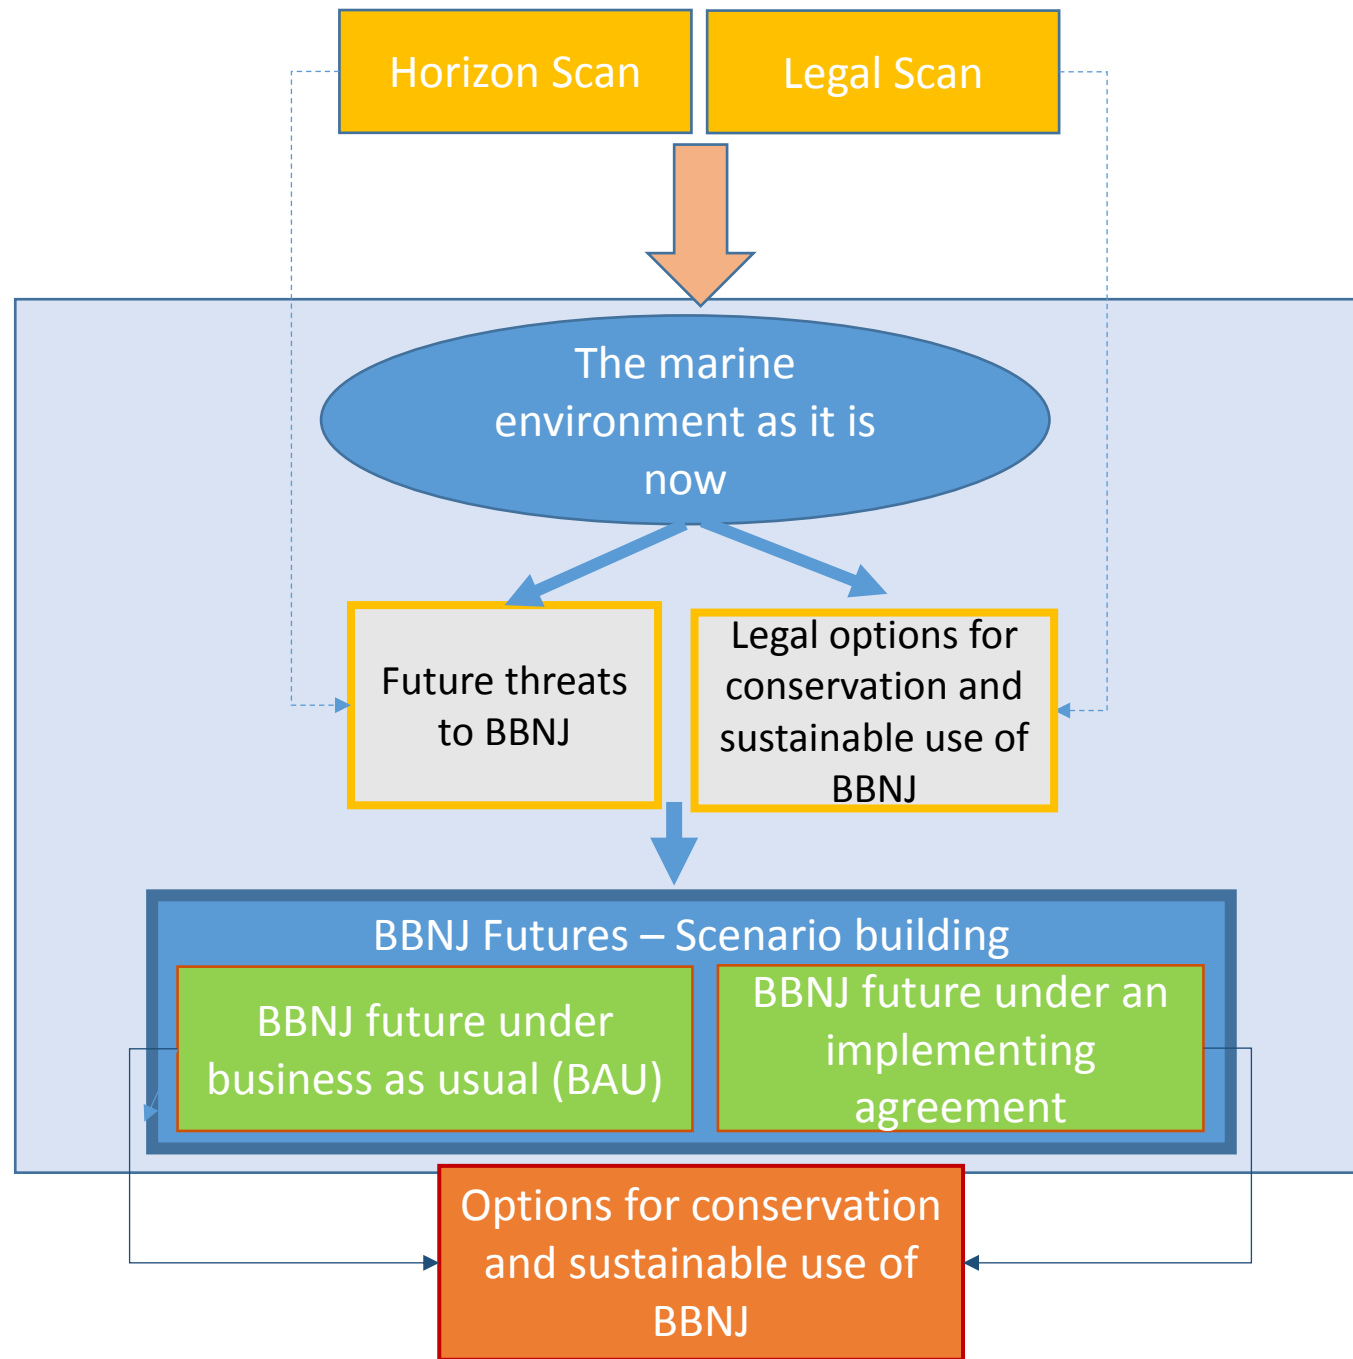 Horizon Scan
Legal Scan
The marine
environment as it is
now
Future threats
to BBNJ
Legal options for
conservation and
sustainable use of
BBNJ
BBNJ Futures – Scenario building
BBNJ future under
business as usual (BAU)
BBNJ future under an
implementing
agreement
Options for conservation
and sustainable use of
BBNJ